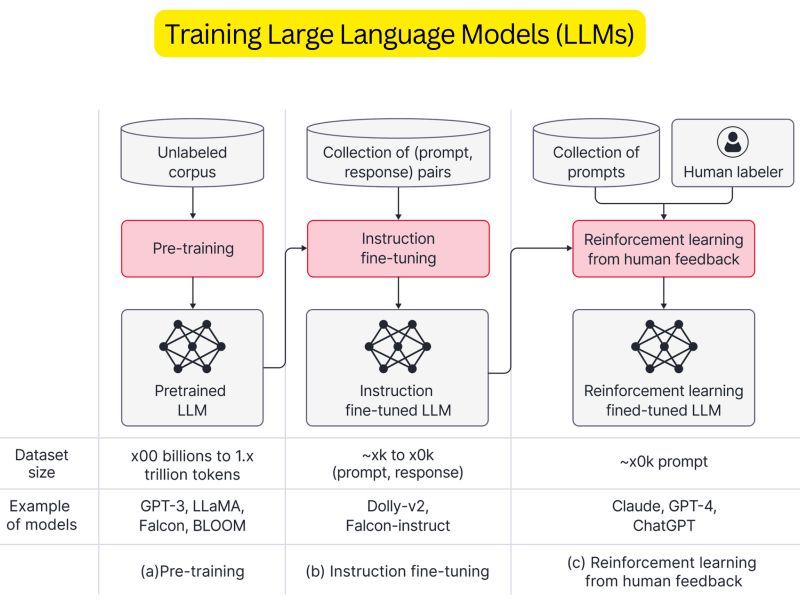 Training Large Language Models (LLMs)
Unlabeled
corpus
Collection of (prompt,
response) pairs
Collection of
prompts
Human labeler
Pre-training
Instruction
fine-tuning
Reinforcement learning
from human feedback
Pretrained
LLM
Instruction
fine-tuned LLM
Reinforcement learning
fined-tuned LLM
Dataset
size
x00 billions to 1.x
trillion tokens
~xk to x0k
(prompt, response)
~x0k prompt
Example
of models
GPT-3, LLaMA,
Falcon, BLOOM
Dolly-v2,
Falcon-instruct
Claude, GPT-4,
ChatGPT
(a)Pre-training
(b) Instruction fine-tuning
(c) Reinforcement learning
from human feedback